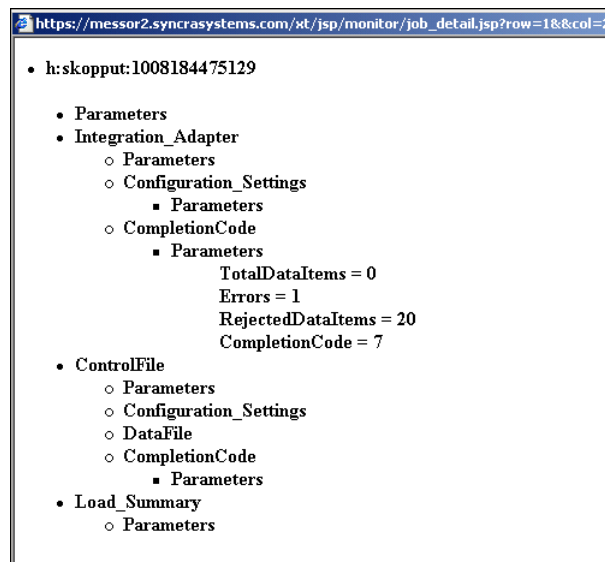 https://messor2.syncrasystems.com/xt/jsp/monitor/job_detail.jsp?row=1&&col=2
h:skopput:1008184475129
Parameters
Integration_Adapter
Parameters
Configuration_Settings
Parameters
CompletionCode
Parameters
TotalDataItems = 0
Errors = 1
RejectedDataItems = 20
CompletionCode = 7
ControlFile
Parameters
Configuration_Settings
DataFile
CompletionCode
Parameters
Load_Summary
Parameters